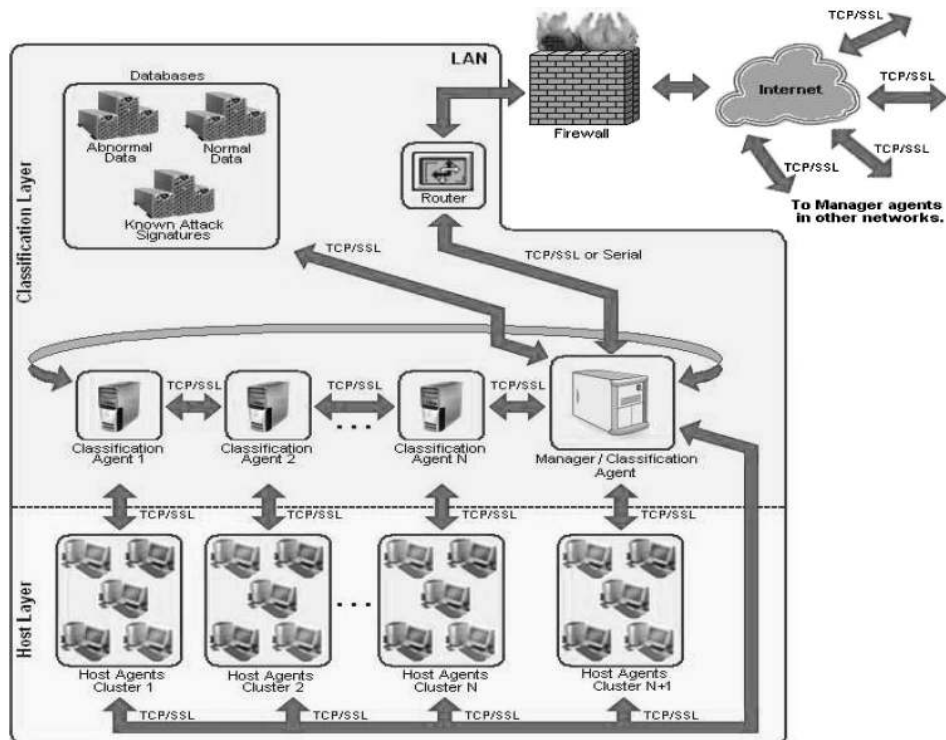 TCP/SSL
LAN
Databases
Abnormal
Data
Normal
Data
Known Attack
Signatures
Firewall
Internet
TCP/SSL
TCP/SSL
TCP/SSL
To Manager agents
in other networks.
Router
TCP/SSL
TCP/SSL or Serial
Classification Layer
TCP/SSL
TCP/SSL
TCP/SSL
...
Classification
Agent 1
Classification
Agent 2
Classification
Agent N
Manager / Classification
Agent
TCP/SSL
TCP/SSL
TCP/SSL
TCP/SSL
Host Layer
...
Host Agents
Cluster 1
Host Agents
Cluster 2
Host Agents
Cluster N
Host Agents
Cluster N+1
TCP/SSL
TCP/SSL
TCP/SSL
TCP/SSL